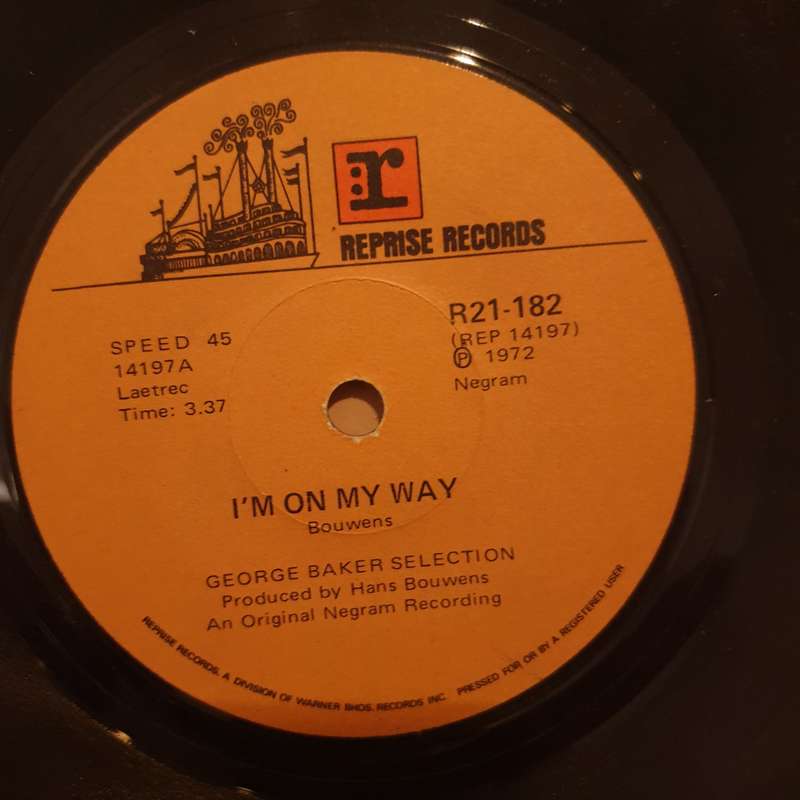 r
REPRISE RECORDS
R21-182
(REP 14197)
Ⓟ 1972
Negram
SPEED 45
14197A
Laetrec
Time: 3.37
I'M ON MY WAY
Bouwens
GEORGE BAKER SELECTION
Produced by Hans Bouwens
An Original Negram Recording
REPRISE RECORDS, A DIVISION OF WARNER BROS. RECORDS INC. PRESSED FOR OR BY A REGISTERED USER